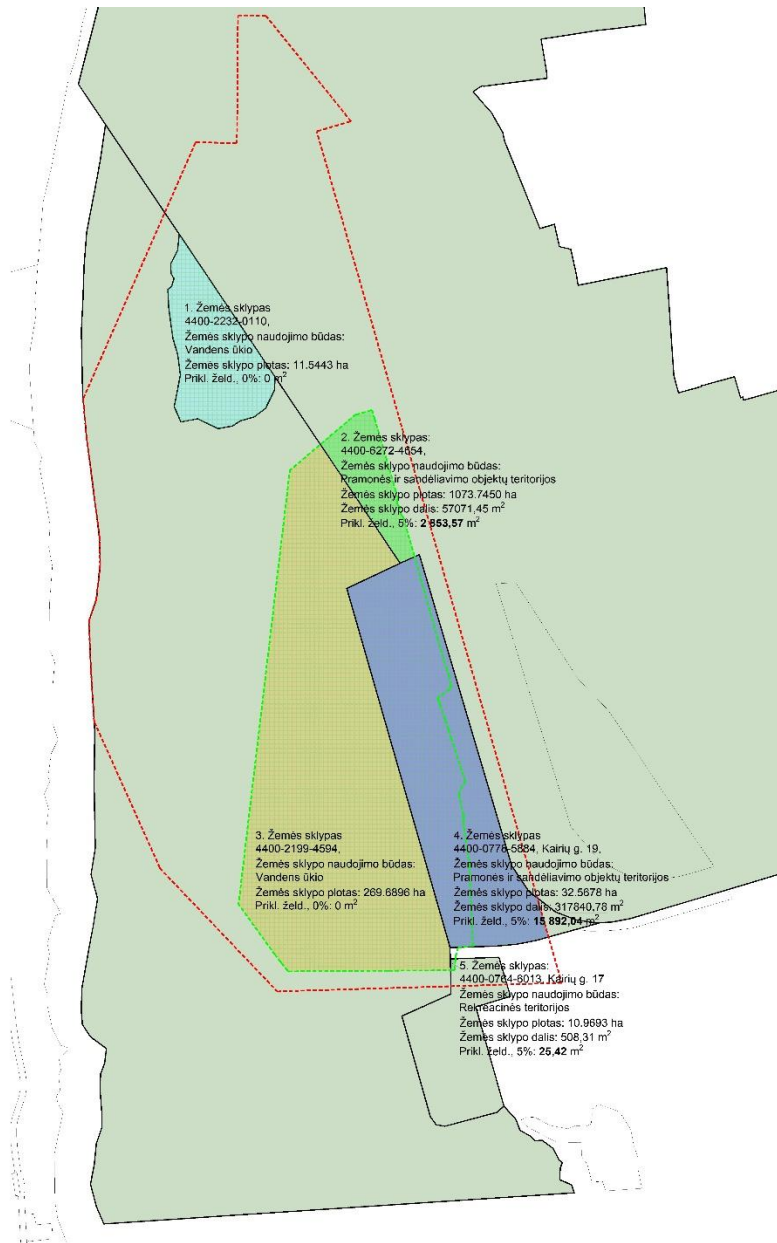 1. Žemės sklypas
4400-2232-0110,
Žemės sklypo naudojimo būdas:
Vandens ūkio
Žemės sklypo plotas: 11.5443 ha
Prikl. želd., 0%: 0 m²
2. Žemės sklypas:
4400-6272-4654,
Žemės sklypo naudojimo būdas:
Pramonės ir sandėliavimo objektų teritorijos
Žemės sklypo plotas: 1073.7450 ha
Žemės sklypo dalis: 57071,45 m²
Prikl. želd., 5%: 2 853,57 m²
3. Žemės sklypas
4400-2199-4594,
Žemės sklypo naudojimo būdas:
Vandens ūkio
Žemės sklypo plotas: 269.6896 ha
Prikl. želd., 0%: 0 m²
4. Žemės sklypas
4400-0778-5884, Kairių g. 19,
Žemės sklypo naudojimo būdas:
Pramonės ir sandėliavimo objektų teritorijos
Žemės sklypo plotas: 32.5678 ha
Žemės sklypo dalis: 317840.78 m²
Prikl. želd., 5%: 15 892,04 m²
5. Žemės sklypas:
4400-0764-6013, Kairių g. 17
Žemės sklypo naudojimo būdas:
Rekreacinės teritorijos
Žemės sklypo plotas: 10.9693 ha
Žemės sklypo dalis: 508,31 m²
Prikl. želd., 5%: 25,42 m²